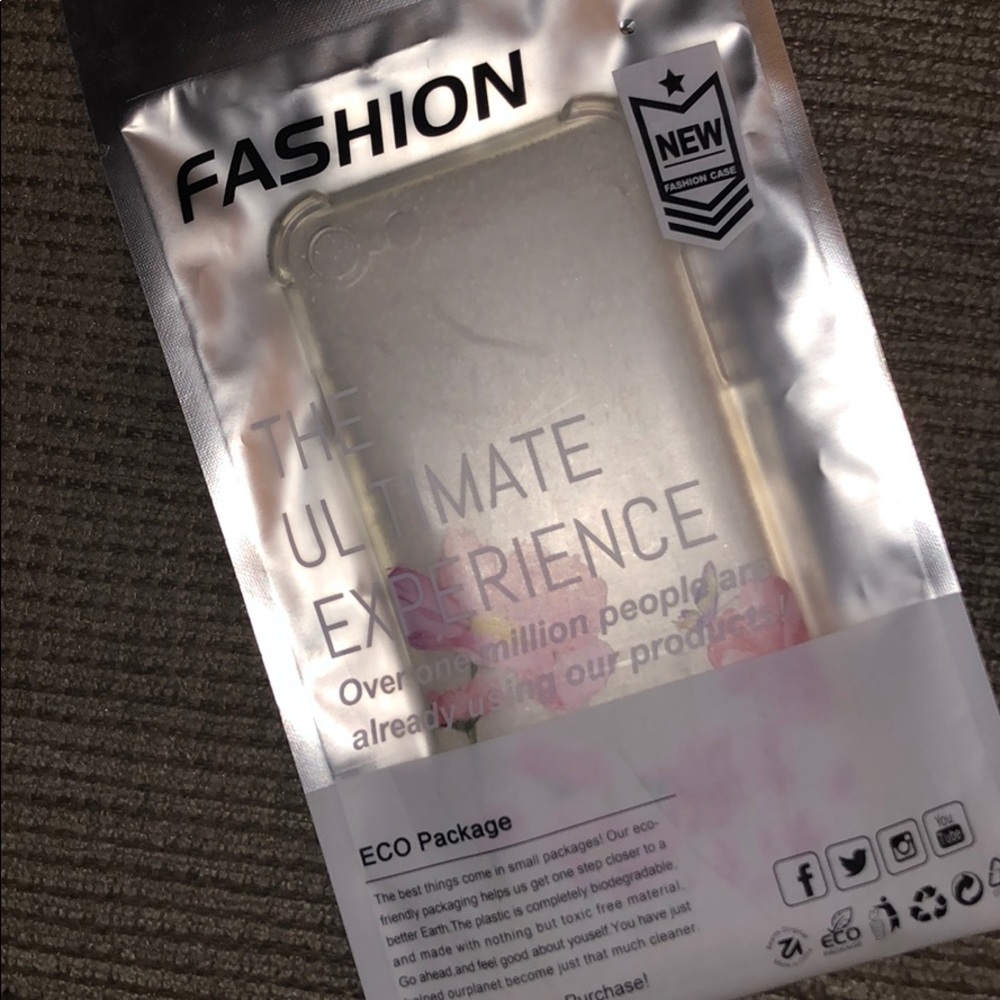 FASHION
NEW
FASHION CASE
THE
ULTIMATE
EXPERIENCE
Over one million people are
already using our products!
ECO Package
The best things come in small packages! Our eco-
friendly packaging helps us get one step closer to a
better Earth.The plastic is completely biodegradable
and made with nothing but toxic free material.
Go ahead,and feel good about youself.You have just
helped ourplanet become just that much cleaner.
Purchase!
You
Tube
ECO
PACKAGE